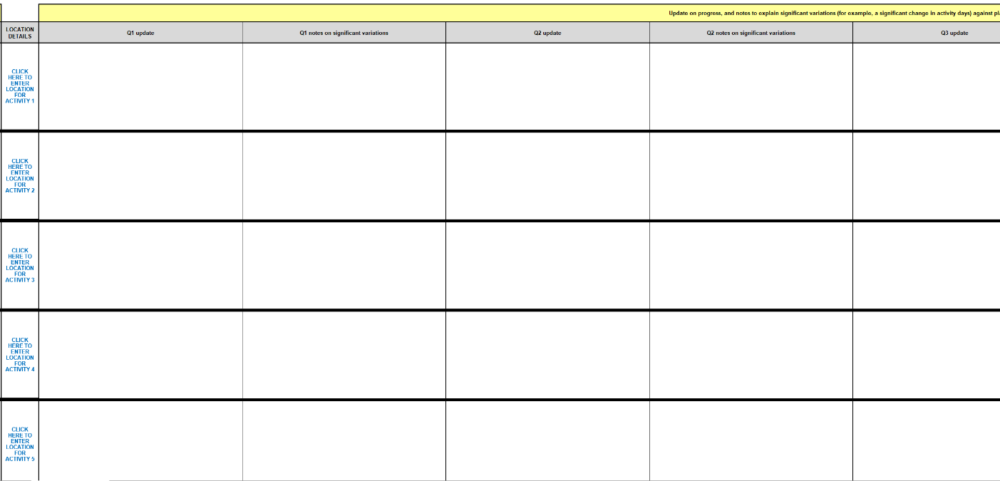 Update on progress, and notes to explain significant variations (for example, a significant change in activity days) against
LOCATION
DETAILS
Q1 update
Q1 notes on significant variations
Q2 update
Q2 notes on significant variations
Q3 update
CLICK
HERE TO
ENTER
LOCATION
FOR
ACTIVITY 1
CLICK
HERE TO
ENTER
LOCATION
FOR
ACTIVITY 2
CLICK
HERE TO
ENTER
LOCATION
FOR
ACTIVITY 3
CLICK
HERE TO
ENTER
LOCATION
FOR
ACTIVITY 4
CLICK
HERE TO
ENTER
LOCATION
FOR
ACTIVITY 5